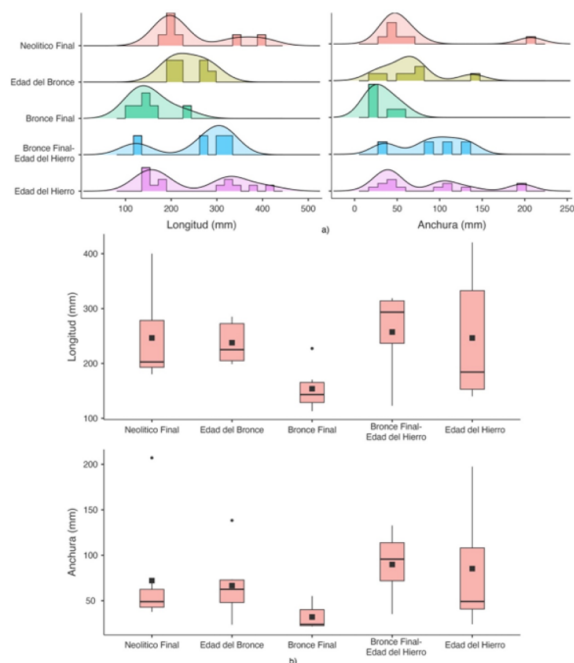 Neolítico Final
Edad del Bronce
Bronce Final
Bronce Final-
Edad del Hierro
Edad del Hierro
100 200 300 400 500
0 50 100 150 200 250
Longitud (mm)
Anchura (mm)
a)
Longitud (mm)
400
300
200
100
Neolítico Final
Edad del Bronce
Bronce Final
Bronce Final-
Edad del Hierro
Edad del Hierro
Anchura (mm)
200
150
100
50
Neolítico Final
Edad del Bronce
Bronce Final
Bronce Final-
Edad del Hierro
Edad del Hierro
b)